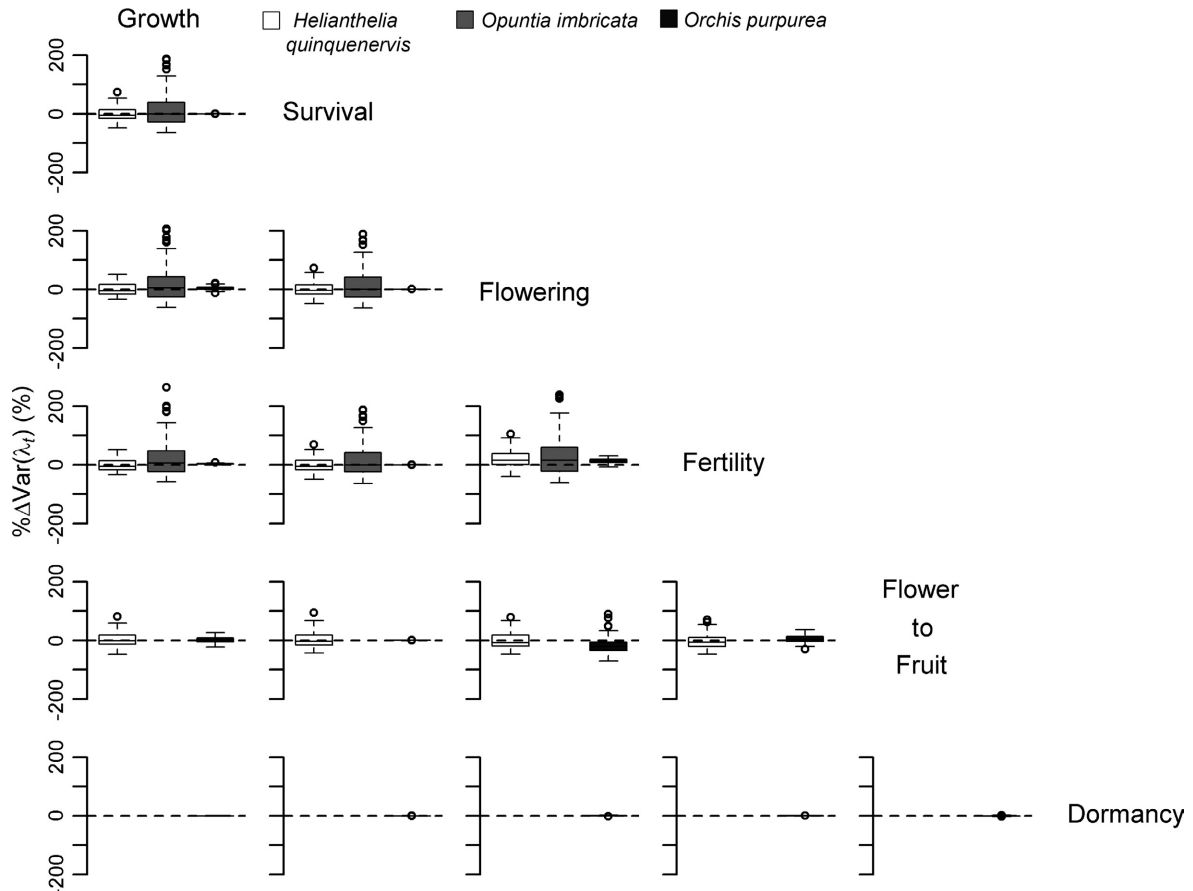 Growth
Helianthelia
quinquenervis
Opuntia imbricata
Orchis purpurea
200
0
-200
Survival
200
0
-200
Flowering
%ΔVar(λt) (%)
200
0
-200
Fertility
200
0
-200
Flower
to
Fruit
200
0
-200
Dormancy